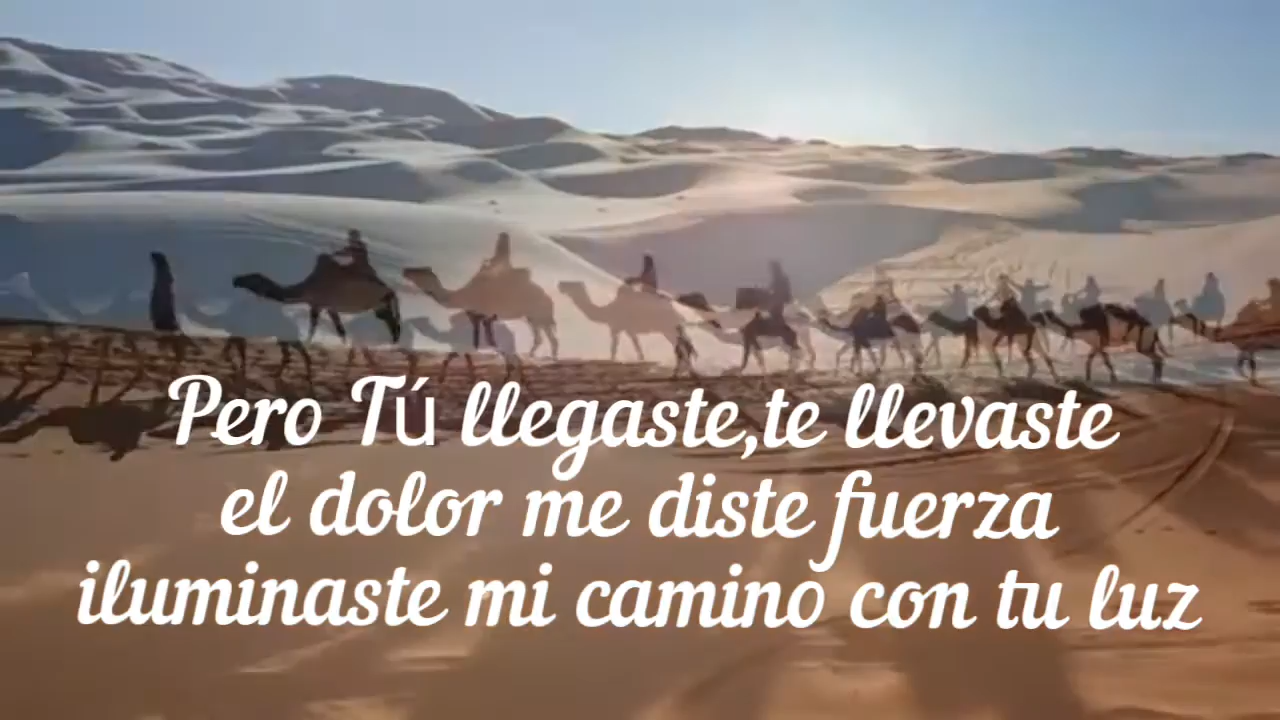 Pero Tú llegaste,te llevaste
el dolor me diste fuerza
iluminaste mi camino con tu luz